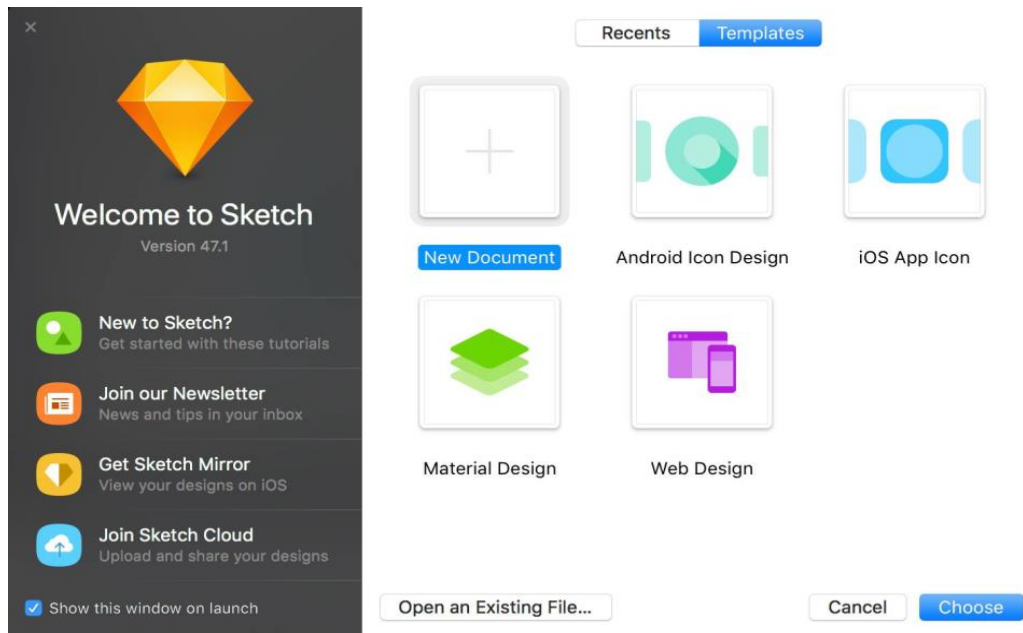 Welcome to Sketch
Version 47.1
New to Sketch?
Get started with these tutorials
Join our Newsletter
News and tips in your inbox
Get Sketch Mirror
View your designs on iOS
Join Sketch Cloud
Upload and share your designs
Show this window on launch
Recents Templates
New Document Android Icon Design iOS App Icon
Material Design Web Design
Open an Existing File... Cancel Choose